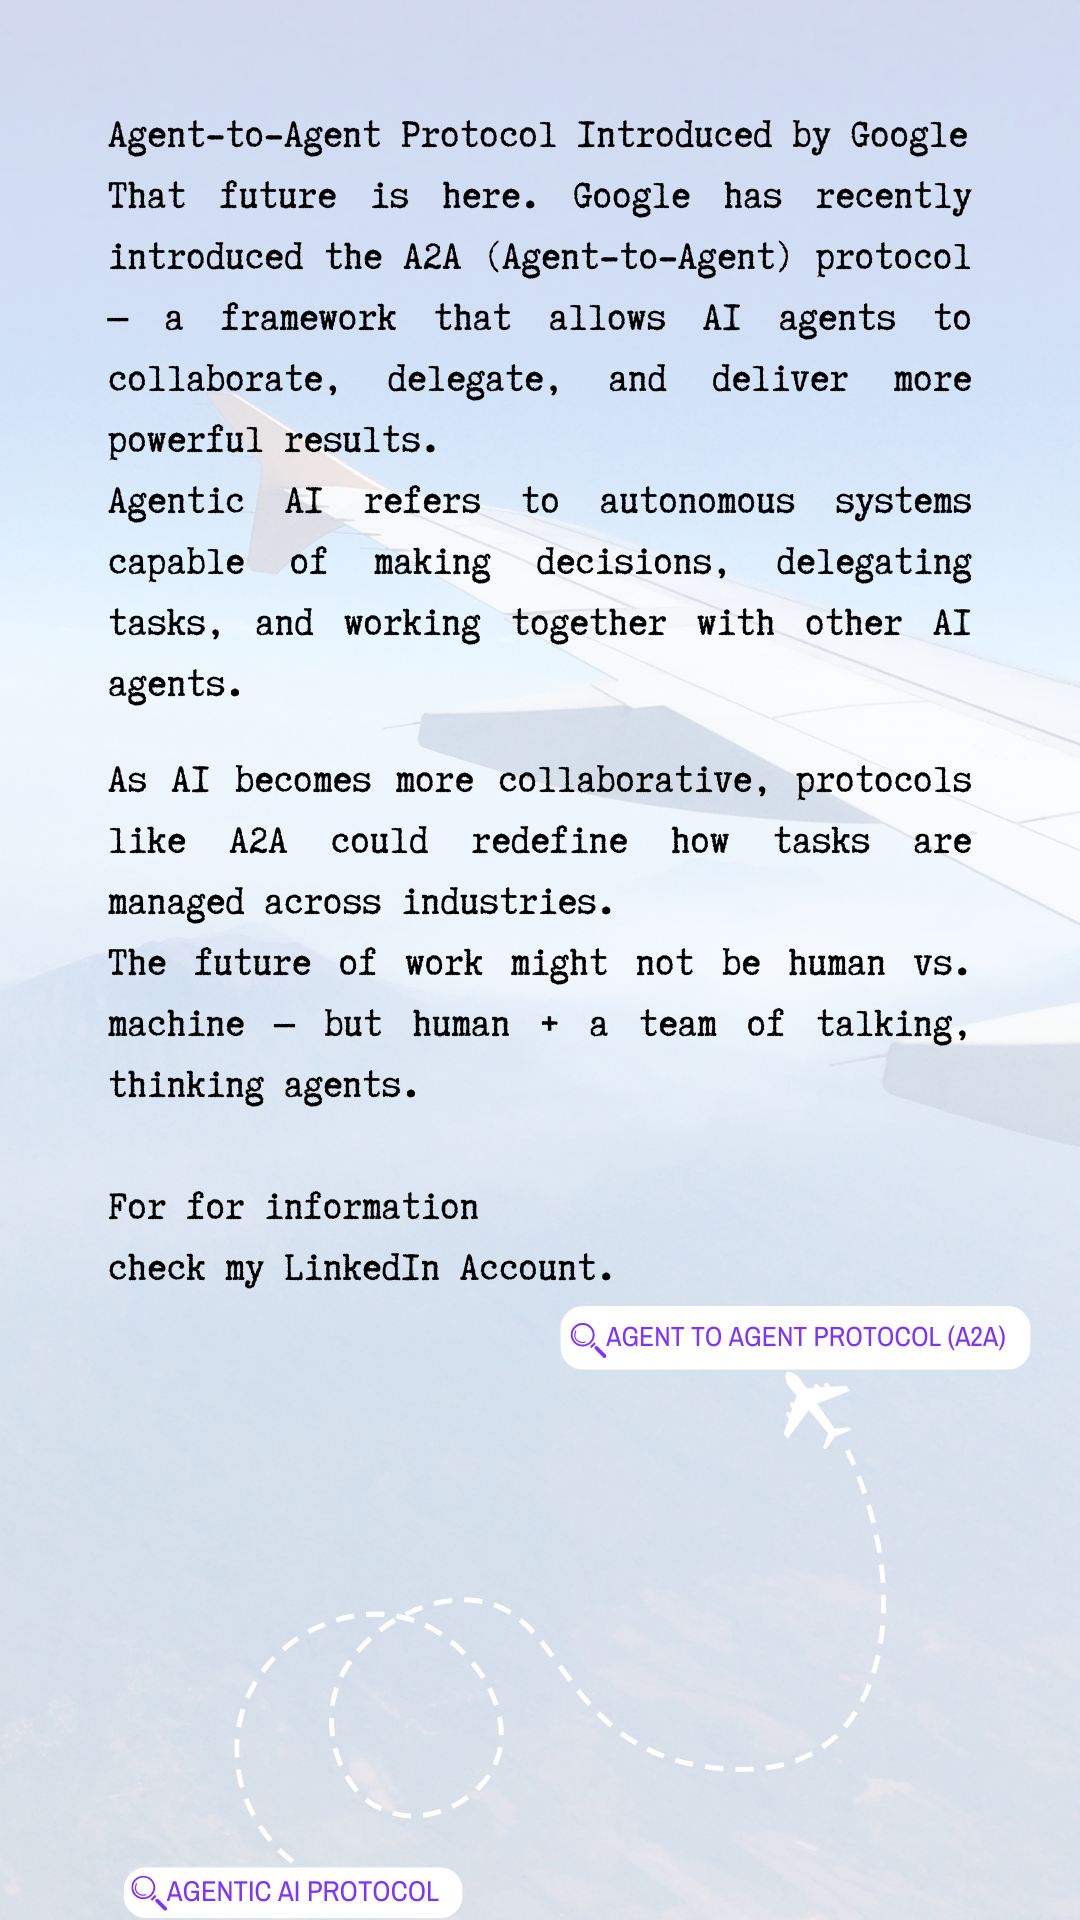 Agent-to-Agent Protocol Introduced by Google
That future is here. Google has recently
introduced the A2A (Agent-to-Agent) protocol
— a framework that allows AI agents to
collaborate, delegate, and deliver more
powerful results.
Agentic AI refers to autonomous systems
capable of making decisions, delegating
tasks, and working together with other AI
agents.
As AI becomes more collaborative, protocols
like A2A could redefine how tasks are
managed across industries.
The future of work might not be human vs.
machine — but human + a team of talking,
thinking agents.
For for information
check my LinkedIn Account.
AGENT TO AGENT PROTOCOL (A2A)
AGENTIC AI PROTOCOL